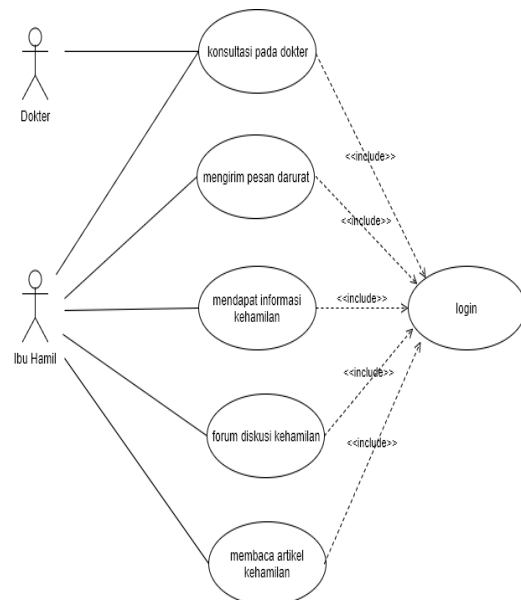 konsultasi pada dokter
Dokter
<<include>>
mengirim pesan darurat
<<include>>
mendapat informasi
kehamilan
<<include>>
login
Ibu Hamil
<<include>>
forum diskusi kehamilan
<<include>>
membaca artikel
kehamilan